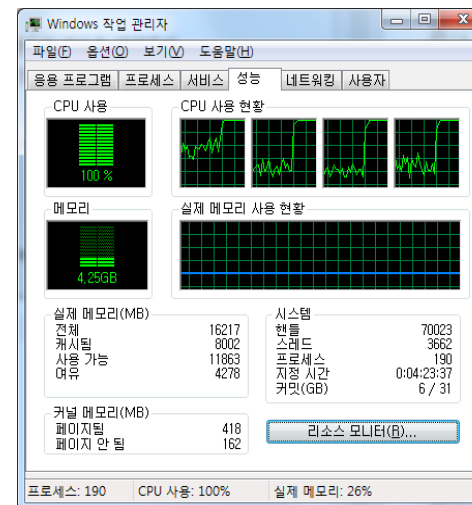 Windows 작업 관리자
파일(F) 옵션(O) 보기(V) 도움말(H)
응용 프로그램 프로세스 서비스 성능 네트워킹 사용자
CPU 사용 CPU 사용 현황
100 %
메모리 실제 메모리 사용 현황
4,25GB
실제 메모리(MB)
전체 16217
캐시됨 8002
사용 가능 11863
여유 4278
시스템
핸들 70023
스레드 3662
프로세스 190
지정 시간 0:04:23:37
커밋(GB) 6 / 31
커널 메모리(MB)
페이지됨 418
페이지 안 됨 162
리소스 모니터(R)...
프로세스: 190 CPU 사용: 100% 실제 메모리: 26%